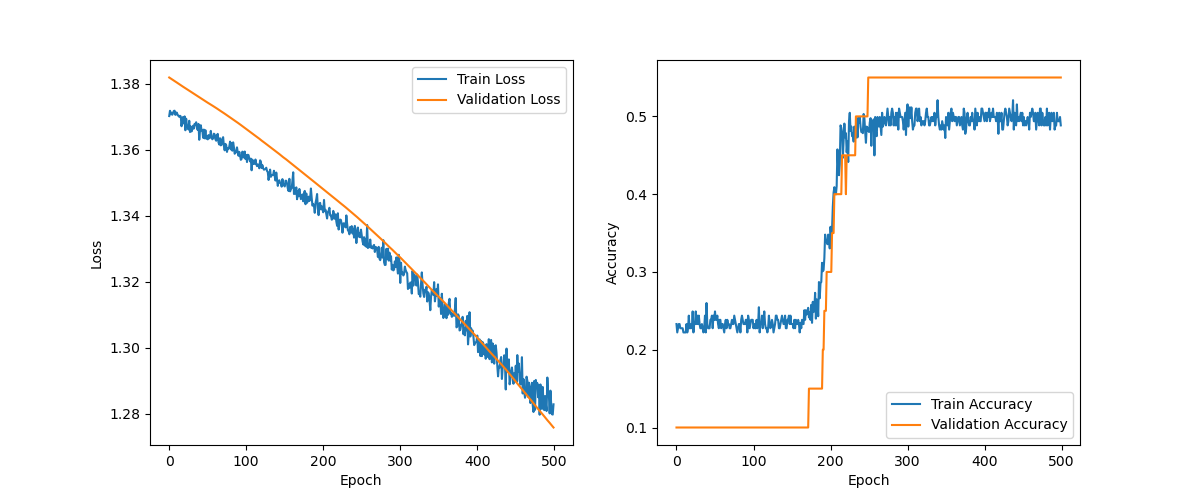 1.38
1.36
1.34
1.32
1.30
1.28
Loss
0
100
200
300
400
500
Epoch
Train Loss
Validation Loss
0.5
0.4
0.3
0.2
0.1
Accuracy
0
100
200
300
400
500
Epoch
Train Accuracy
Validation Accuracy